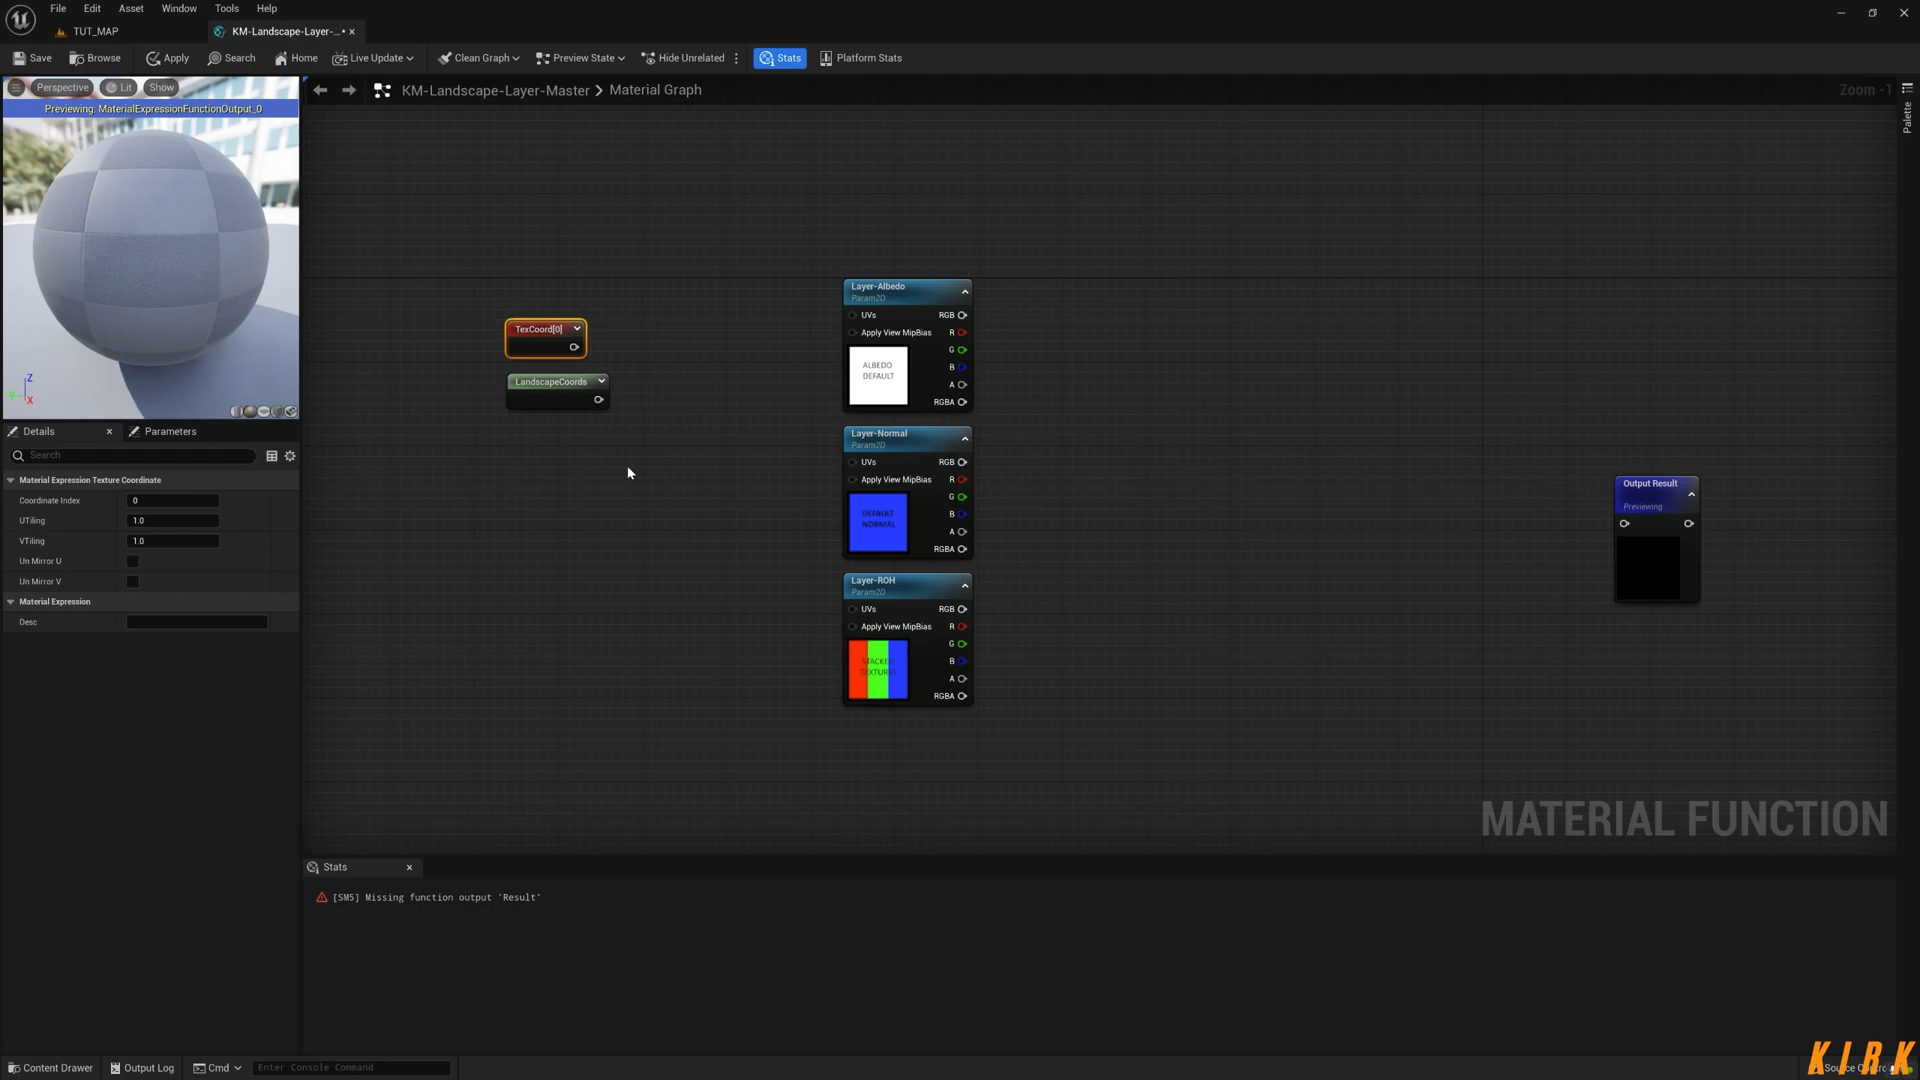 File Edit Asset Window Tools Help
TUT_MAP
KM-Landscape-Layer-... • ×
Save Browse Apply Search Home Live Update Clean Graph Preview State Hide Unrelated Stats Platform Stats
Perspective Lit Show
Previewing: MaterialExpressionFunctionOutput_0
Z
X
KM-Landscape-Layer-Master > Material Graph
Zoom -1
Palette
Details ×
Parameters
Search
Material Expression Texture Coordinate
Coordinate Index 0
UTiling 1.0
VTiling 1.0
Un Mirror U
Un Mirror V
Material Expression
Desc
TexCoord[0]
LandscapeCoords
Layer-Albedo
Param2D
UVs RGB
Apply View MipBias R
G
B
A
RGBA
ALBEDO
DEFAULT
Layer-Normal
Param2D
UVs RGB
Apply View MipBias R
G
B
A
RGBA
DEFAULT
NORMAL
Layer-ROH
Param2D
UVs RGB
Apply View MipBias R
G
B
A
RGBA
STACKED
TEXTURES
Output Result
Previewing
MATERIAL FUNCTION
Stats ×
[SM5] Missing function output 'Result'
Content Drawer Output Log Cmd Enter Console Command
KIRK